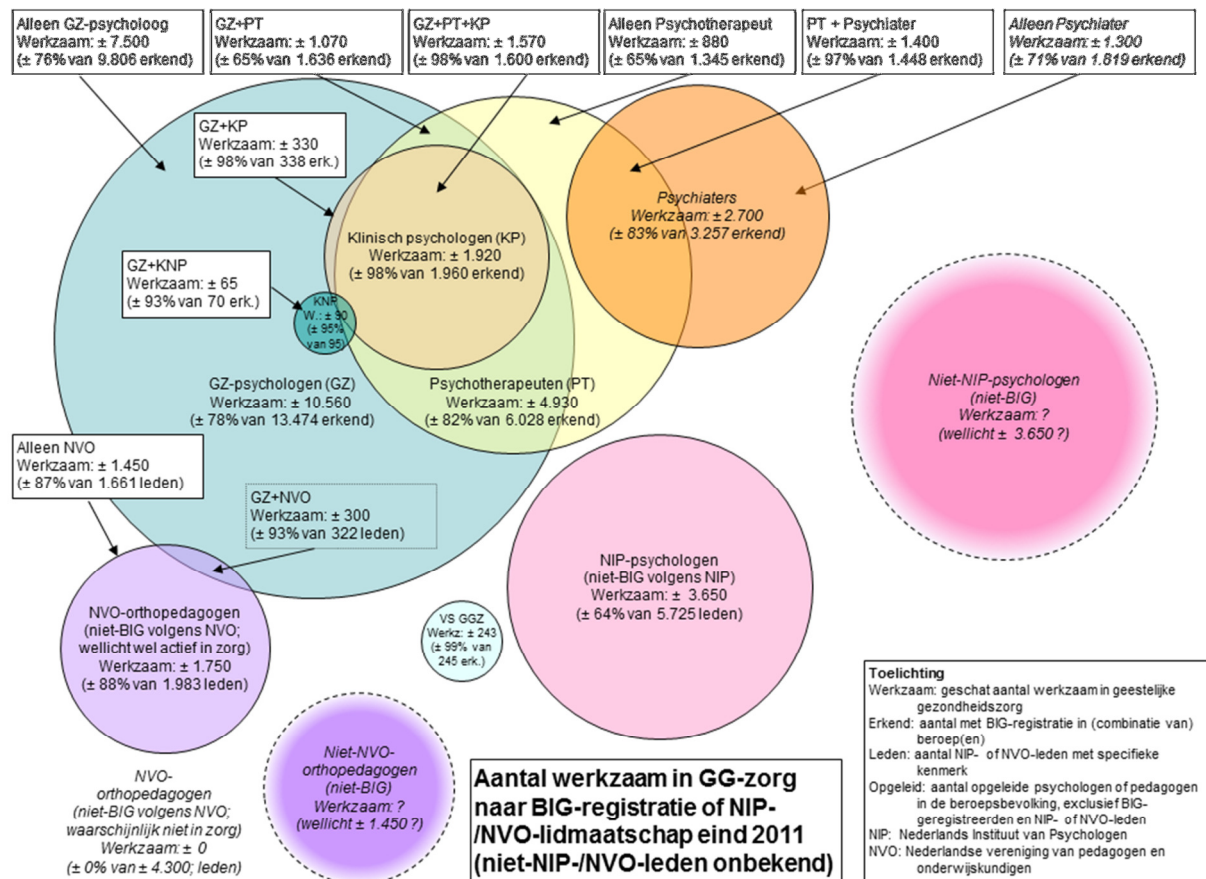 Alleen GZ-psycholoog
Werkzaam: ± 7.500
(± 76% van 9.806 erkend)
GZ+PT
Werkzaam: ± 1.070
(± 65% van 1.636 erkend)
GZ+PT+KP
Werkzaam: ± 1.570
(± 98% van 1.600 erkend)
Alleen Psychotherapeut
Werkzaam: ± 880
(± 65% van 1.345 erkend)
PT + Psychiater
Werkzaam: ± 1.400
(± 97% van 1.448 erkend)
Alleen Psychiater
Werkzaam: ± 1.300
(± 71% van 1.819 erkend)
GZ+KP
Werkzaam: ± 330
(± 98% van 338 erk.)
Psychiaters
Werkzaam: ± 2.700
(± 83% van 3.257 erkend)
Klinisch psychologen (KP)
Werkzaam: ± 1.920
(± 98% van 1.960 erkend)
GZ+KNP
Werkzaam: ± 65
(± 93% van 70 erk.)
KNP
W.: ± 90
(± 95%
van 95)
GZ-psychologen (GZ)
Werkzaam: ± 10.560
(± 78% van 13.474 erkend)
Psychotherapeuten (PT)
Werkzaam: ± 4.930
(± 82% van 6.028 erkend)
Niet-NIP-psychologen
(niet-BIG)
Werkzaam: ?
(wellicht ± 3.650 ?)
Alleen NVO
Werkzaam: ± 1.450
(± 87% van 1.661 leden)
GZ+NVO
Werkzaam: ± 300
(± 93% van 322 leden)
NIP-psychologen
(niet-BIG volgens NIP)
Werkzaam: ± 3.650
(± 64% van 5.725 leden)
NVO-orthopedagogen
(niet-BIG volgens NVO;
wellicht wel actief in zorg)
Werkzaam: ± 1.750
(± 88% van 1.983 leden)
VS GGZ
Werkz: ± 243
(± 99% van
245 erk.)
Niet-NVO-
orthopedagogen
(niet-BIG)
Werkzaam: ?
(wellicht ± 1.450 ?)
NVO-
orthopedagogen
(niet-BIG volgens NVO;
waarschijnlijk niet in zorg)
Werkzaam: ± 0
(± 0% van ± 4.300; leden)
Aantal werkzaam in GG-zorg
naar BIG-registratie of NIP-
/NVO-lidmaatschap eind 2011
(niet-NIP-/NVO-leden onbekend)
Toelichting
Werkzaam: geschat aantal werkzaam in geestelijke
gezondheidszorg
Erkend: aantal met BIG-registratie in (combinatie van)
beroep(en)
Leden: aantal NIP- of NVO-leden met specifieke
kenmerk
Opgeleid: aantal opgeleide psychologen of pedagogen
in de beroepsbevolking, exclusief BIG-
geregistreerden en NIP- of NVO-leden
NIP: Nederlands Instituut van Psychologen
NVO: Nederlandse vereniging van pedagogen en
onderwijskundigen